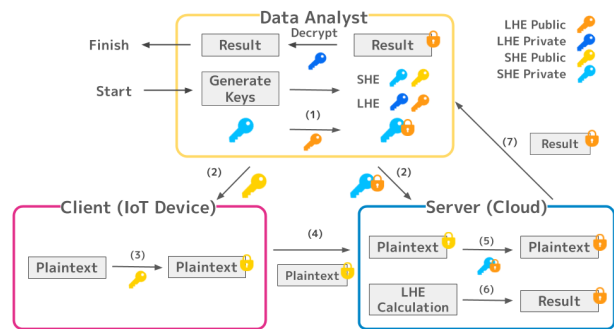 Data Analyst
Finish
Result
Decrypt
Result
Start
Generate
Keys
SHE
LHE
(1)
LHE Public
LHE Private
SHE Public
SHE Private
(2)
(2)
(7)
Result
Client (IoT Device)
Plaintext
(3)
Plaintext
(4)
Plaintext
Server (Cloud)
Plaintext
(5)
Plaintext
LHE
Calculation
(6)
Result